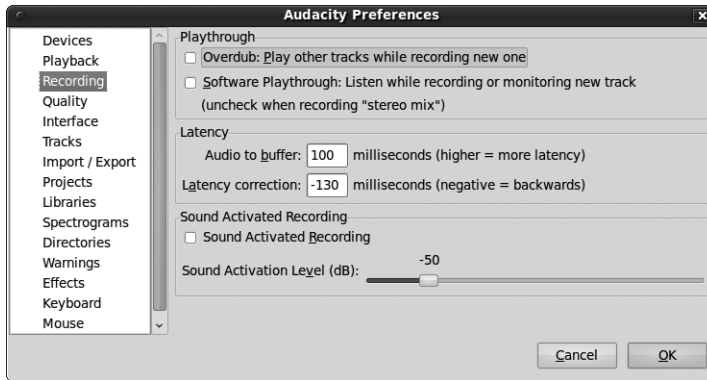 Audacity Preferences
Devices
Playback
Recording
Quality
Interface
Tracks
Import / Export
Projects
Libraries
Spectrograms
Directories
Warnings
Effects
Keyboard
Mouse
Playthrough
Overdub: Play other tracks while recording new one
Software Playthrough: Listen while recording or monitoring new track
(uncheck when recording "stereo mix")
Latency
Audio to buffer: 100 milliseconds (higher = more latency)
Latency correction: -130 milliseconds (negative = backwards)
Sound Activated Recording
Sound Activated Recording
-50
Sound Activation Level (dB):
Cancel OK